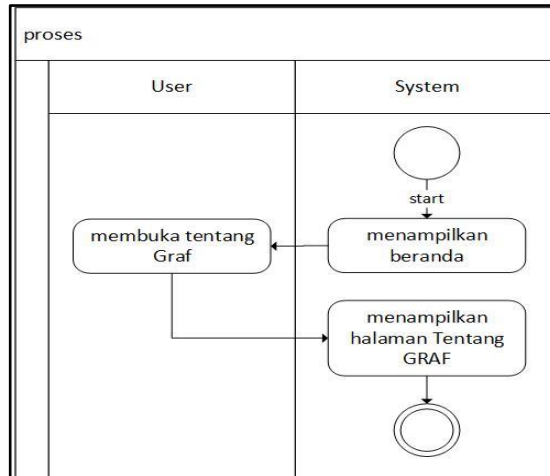 proses
User
System
start
membuka tentang
Graf
menampilkan
beranda
menampilkan
halaman Tentang
GRAF